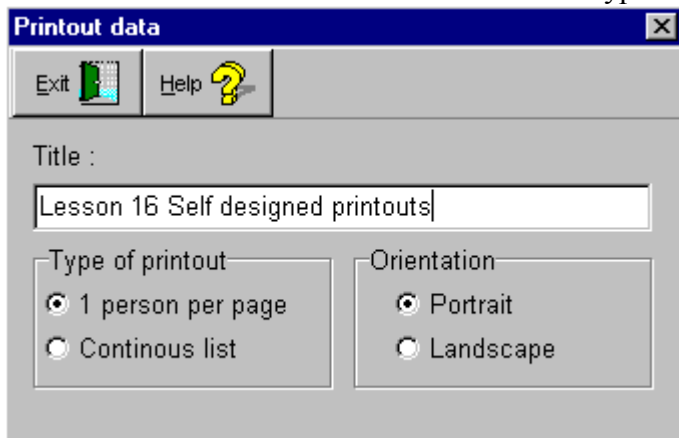 Printout data
Exit Help
Title :
Lesson 16 Self designed printouts
Type of printout
Orientation
1 person per page
Portrait
Continous list
Landscape